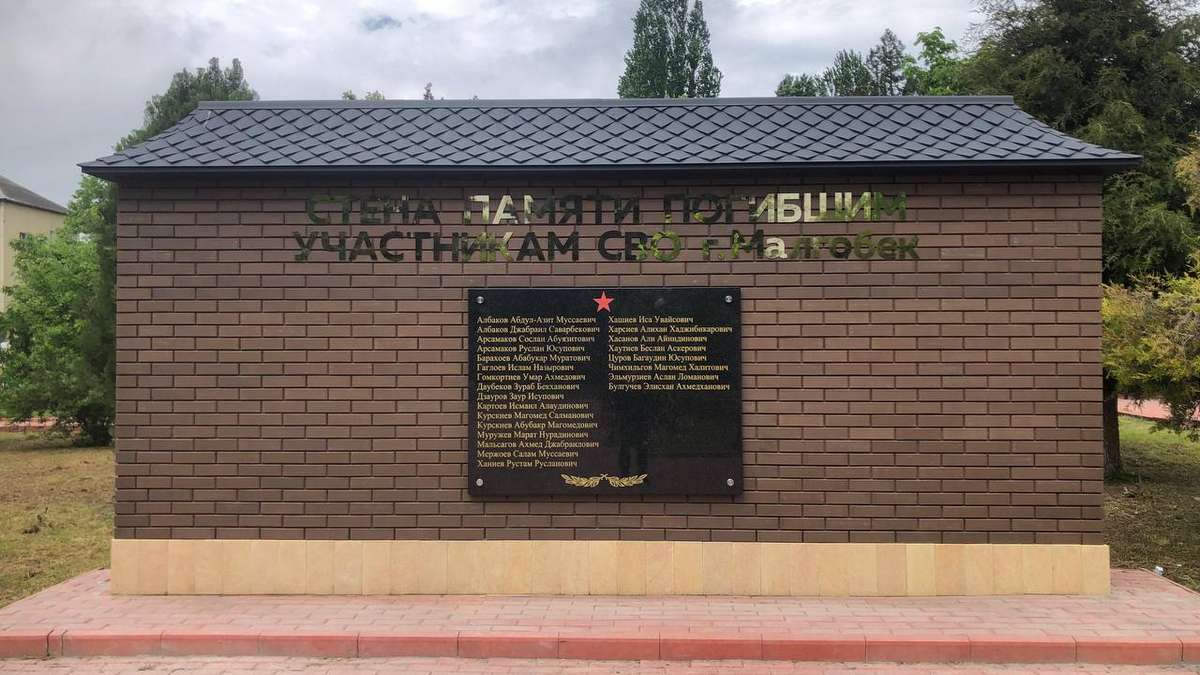 СТЕНА ПАМЯТИ ПОГИБШИМ
УЧАСТНИКАМ СВО г.Малгобек
Албаков Абдул-Азит Муссаевич
Албаков Джабраил Саварбекович
Арсамаков Сослан Абуязитович
Арсамаков Руслан Юсупович
Барахоев Абабукар Муратович
Гаглоев Ислам Назырович
Гомкортиев Умар Ахмедович
Даубеков Зураб Бекханович
Дзауров Заур Исупович
Картоев Исмаил Алаудинович
Курскиев Магомед Салманович
Курскиев Абубакр Магомедович
Муружев Марат Нурадинович
Мальсагов Ахмед Джабраилович
Мержоев Салам Муссаевич
Ханиев Рустам Русланович
Хашиев Иса Увайсович
Харсиев Алихан Хаджибикарович
Хасанов Али Айнидинович
Хаутиев Беслан Аскерович
Цуров Багаудин Юсупович
Чимхильгов Магомед Халитович
Эльмурзиев Аслан Ломанович
Булгучев Элисхан Ахмедханович